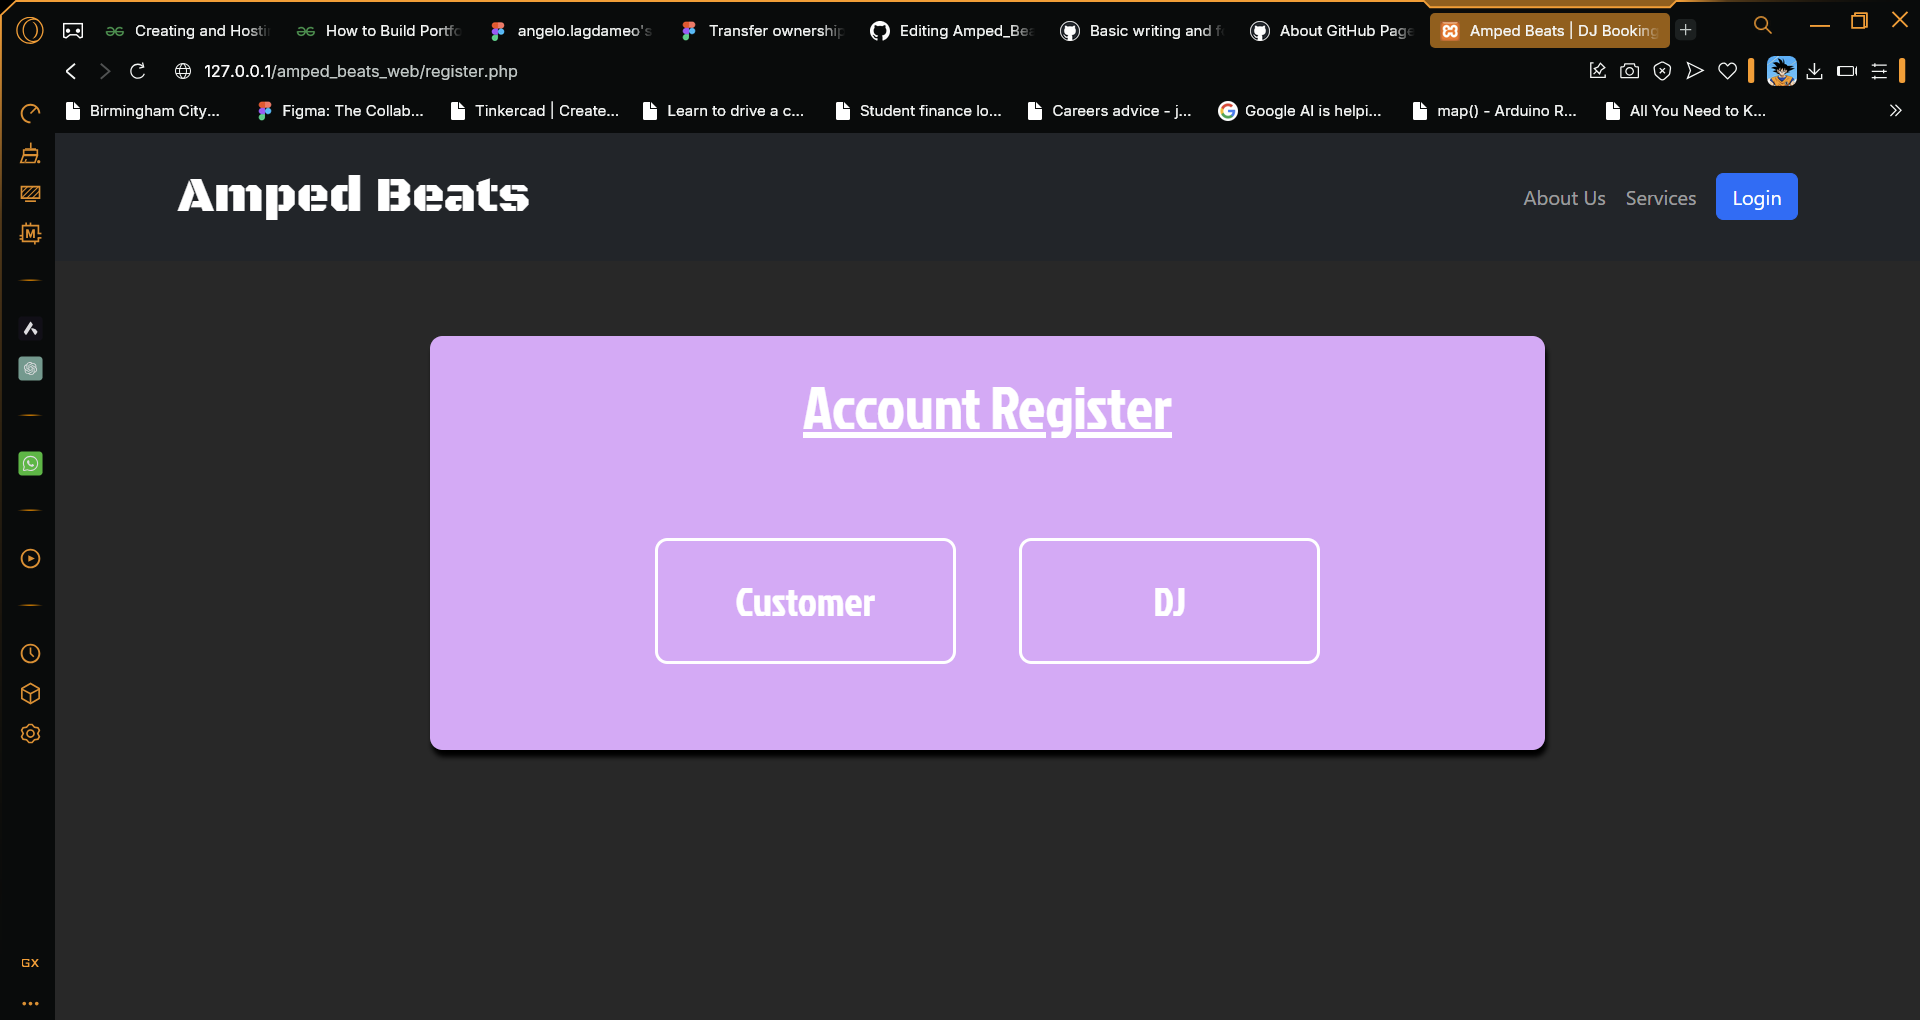 Creating and Hosti
How to Build Portfo
angelo.lagdameo's
Transfer ownership
Editing Amped_Bea
Basic writing and f
About GitHub Page
Amped Beats | DJ Booking
127.0.0.1/amped_beats_web/register.php
Birmingham City...
Figma: The Collab...
Tinkercad | Create...
Learn to drive a c...
Student finance lo...
Careers advice - j...
Google AI is helpi...
map() - Arduino R...
All You Need to K...
M
Amped Beats
About Us
Services
Login
Account Register
Customer
DJ
GX